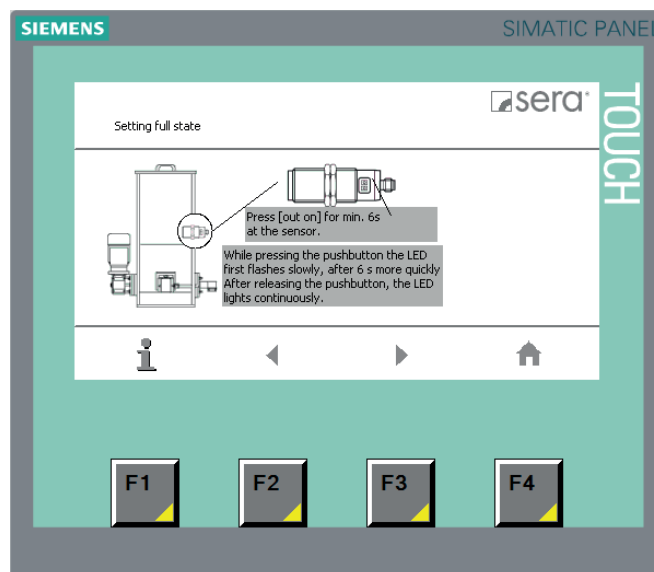 SIEMENS
SIMATIC PANEL
TOUCH
sera
Setting full state
Press [out on] for min. 6s
at the sensor.
While pressing the pushbutton the LED
first flashes slowly, after 6 s more quickly
After releasing the pushbutton, the LED
lights continuously.
F1
F2
F3
F4